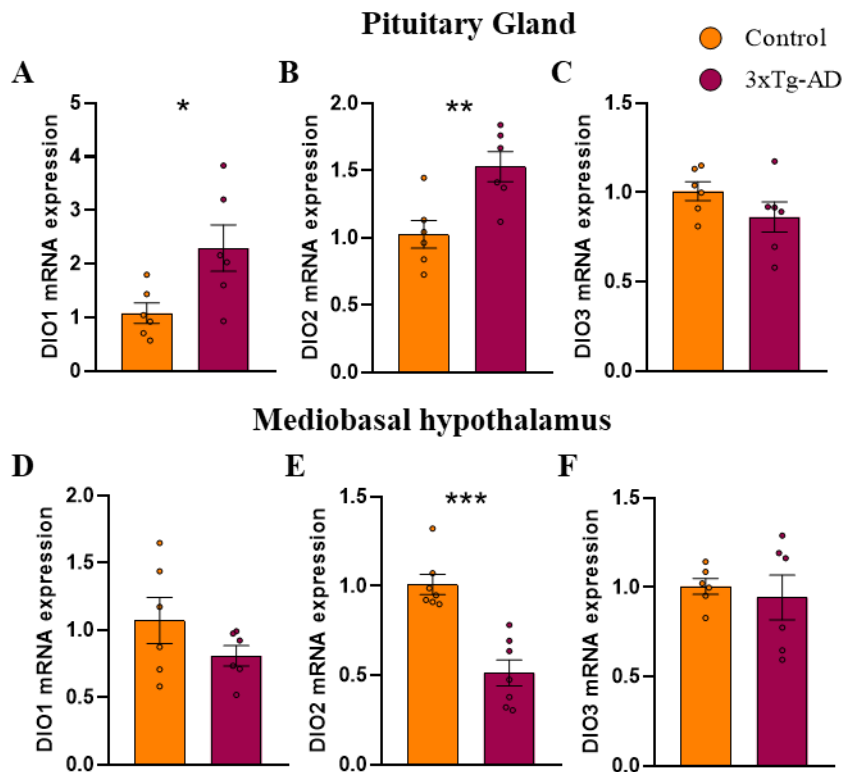 Pituitary Gland
Control
3xTg-AD
A
B
C
*
**
DIO1 mRNA expression
5
4
3
2
1
0
DIO2 mRNA expression
2.0
1.5
1.0
0.5
0.0
DIO3 mRNA expression
1.5
1.0
0.5
0.0
Mediobasal hypothalamus
D
E
F
***
DIO1 mRNA expression
2.0
1.5
1.0
0.5
0.0
DIO2 mRNA expression
1.5
1.0
0.5
0.0
DIO3 mRNA expression
1.5
1.0
0.5
0.0